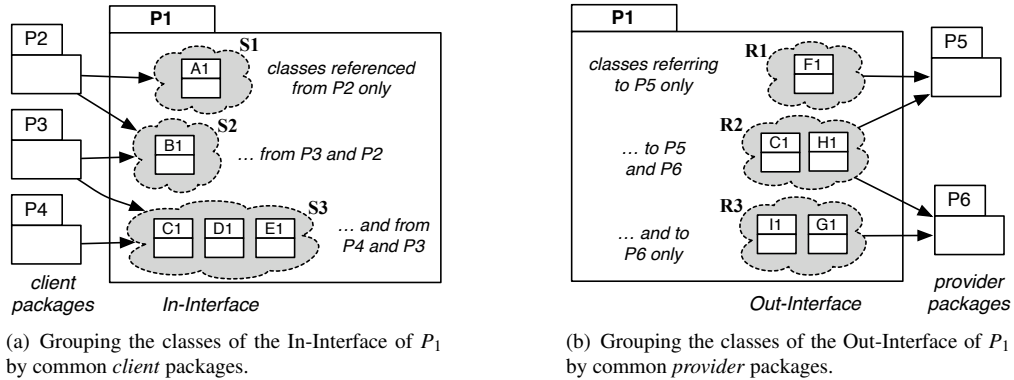 P1
P2
S1
A1
classes referenced
from P2 only
P3
S2
B1
... from P3 and P2
P4
S3
C1 D1 E1
... and from
P4 and P3
client
packages
In-Interface
(a) Grouping the classes of the In-Interface of P1
by common client packages.
P1
R1
F1
P5
classes referring
to P5 only
R2
C1 H1
... to P5
and P6
R3
I1 G1
P6
... and to
P6 only
Out-Interface
provider
packages
(b) Grouping the classes of the Out-Interface of P1
by common provider packages.